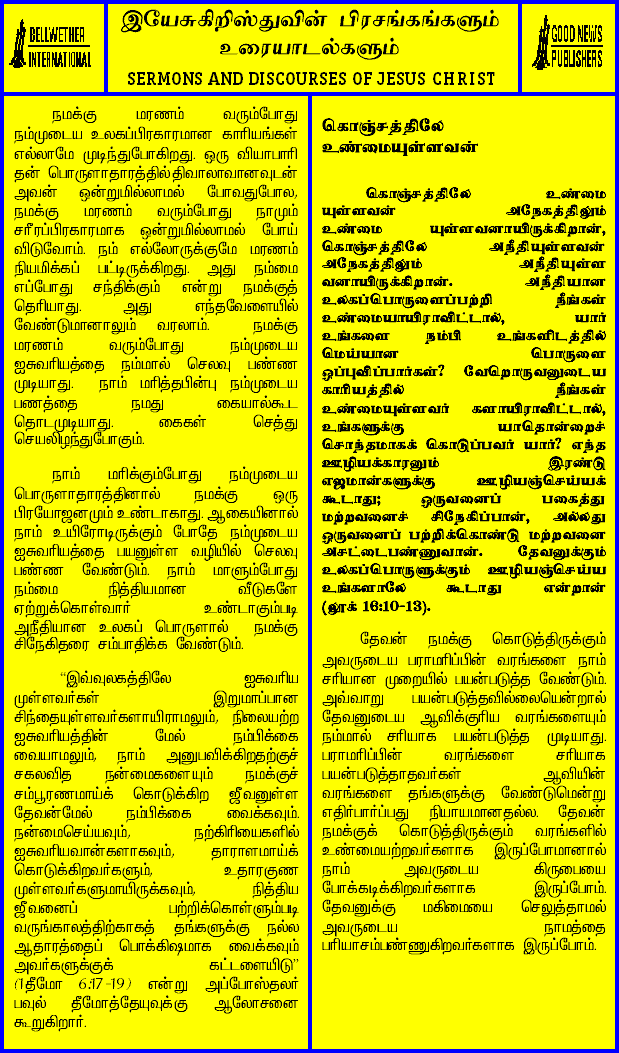 BELLWETHER
INTERNATIONAL
இயேசுகிறிஸ்துவின் பிரசங்கங்களும்
உரையாடல்களும்
SERMONS AND DISCOURSES OF JESUS CHRIST
GOOD NEWS
PUBLISHERS
நமக்கு மரணம் வரும்போது
நம்முடைய உலகப்பிரகாரமான காரியங்கள்
எல்லாமே முடிந்துபோகிறது. ஒரு வியாபாரி
தன் பொருளாதாரத்தில்திவாலாவானவுடன்
அவன் ஒன்றுமில்லாமல் போவதுபோல,
நமக்கு மரணம் வரும்போது நாமும்
சரீரப்பிரகாரமாக ஒன்றுமில்லாமல் போய்
விடுவோம். நம் எல்லோருக்குமே மரணம்
நியமிக்கப் பட்டிருக்கிறது. அது நம்மை
எப்போது சந்திக்கும் என்று நமக்குத்
தெரியாது. அது எந்தவேளையில்
வேண்டுமானாலும் வரலாம். நமக்கு
மரணம் வரும்போது நம்முடைய
ஐசுவரியத்தை நம்மால் செலவு பண்ண
முடியாது. நாம் மரித்தபின்பு நம்முடைய
பணத்தை நமது கையால்கூட
தொடமுடியாது. கைகள் செத்து
செயலிழந்துபோகும்.
நாம் மரிக்கும்போது நம்முடைய
பொருளாதாரத்தினால் நமக்கு ஒரு
பிரயோஜனமும் உண்டாகாது. ஆகையினால்
நாம் உயிரோடிருக்கும் போதே நம்முடைய
ஐசுவரியத்தை பயனுள்ள வழியில் செலவு
பண்ண வேண்டும். நாம் மாளும்போது
நம்மை நித்தியமான வீடுகளே
ஏற்றுக்கொள்வார் உண்டாகும்படி
அநீதியான உலகப் பொருளால் நமக்கு
சிநேகிதரை சம்பாதிக்க வேண்டும்.
“இவ்வுலகத்திலே ஐசுவரிய
முள்ளவர்கள் இறுமாப்பான
சிந்தையுள்ளவர்களாயிராமலும், நிலையற்ற
ஐசுவரியத்தின் மேல் நம்பிக்கை
வையாமலும், நாம் அனுபவிக்கிறதற்குச்
சகலவித நன்மைகளையும் நமக்குச்
சம்பூரணமாய்க் கொடுக்கிற ஜீவனுள்ள
தேவன்மேல் நம்பிக்கை வைக்கவும்.
நன்மைசெய்யவும், நற்கிரியைகளில்
ஐசுவரியவான்களாகவும், தாராளமாய்க்
கொடுக்கிறவர்களும், உதாரகுண
முள்ளவர்களுமாயிருக்கவும், நித்திய
ஜீவனைப் பற்றிக்கொள்ளும்படி
வருங்காலத்திற்காகத் தங்களுக்கு நல்ல
ஆதாரத்தைப் பொக்கிஷமாக வைக்கவும்
அவர்களுக்குக் கட்டளையிடு”
(1தீமோ 6:17-19) என்று அப்போஸ்தலர்
பவுல் தீமோத்தேயுவுக்கு ஆலோசனை
கூறுகிறார்.
கொஞ்சத்திலே
உண்மையுள்ளவன்
கொஞ்சத்திலே உண்மை
யுள்ளவன் அநேகத்திலும்
உண்மை யுள்ளவனாயிருக்கிறான்,
கொஞ்சத்திலே அநீதியுள்ளவன்
அநேகத்திலும் அநீதியுள்ள
வனாயிருக்கிறான். அநீதியான
உலகப்பொருளைப்பற்றி நீங்கள்
உண்மையாயிராவிட்டால், யார்
உங்களை நம்பி உங்களிடத்தில்
மெய்யான பொருளை
ஒப்புவிப்பார்கள்? வேறொருவனுடைய
காரியத்தில் நீங்கள்
உண்மையுள்ளவர் களாயிராவிட்டால்,
உங்களுக்கு யாதொன்றைச்
சொந்தமாகக் கொடுப்பவர் யார்? எந்த
ஊழியக்காரனும் இரண்டு
எஜமான்களுக்கு ஊழியஞ்செய்யக்
கூடாது; ஒருவனைப் பகைத்து
மற்றவனைச் சிநேகிப்பான், அல்லது
ஒருவனைப் பற்றிக்கொண்டு மற்றவனை
அசட்டைபண்ணுவான். தேவனுக்கும்
உலகப்பொருளுக்கும் ஊழியஞ்செய்ய
உங்களாலே கூடாது என்றான்
(லூக் 16:10-13).
தேவன் நமக்கு கொடுத்திருக்கும்
அவருடைய பராமரிப்பின் வரங்களை நாம்
சரியான முறையில் பயன்படுத்த வேண்டும்.
அவ்வாறு பயன்படுத்தவில்லையென்றால்
தேவனுடைய ஆவிக்குரிய வரங்களையும்
நம்மால் சரியாக பயன்படுத்த முடியாது.
பராமரிப்பின் வரங்களை சரியாக
பயன்படுத்தாதவர்கள் ஆவியின்
வரங்களை தங்களுக்கு வேண்டுமென்று
எதிர்பார்ப்பது நியாயமானதல்ல. தேவன்
நமக்குக் கொடுத்திருக்கும் வரங்களில்
உண்மையற்றவர்களாக இருப்போமானால்
நாம் அவருடைய கிருபையை
போக்கடிக்கிறவர்களாக இருப்போம்.
தேவனுக்கு மகிமையை செலுத்தாமல்
அவருடைய நாமத்தை
பரியாசம்பண்ணுகிறவர்களாக இருப்போம்.